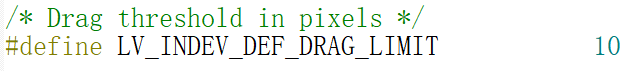 /* Drag threshold in pixels */
#define LV_INDEV_DEF_DRAG_LIMIT 10